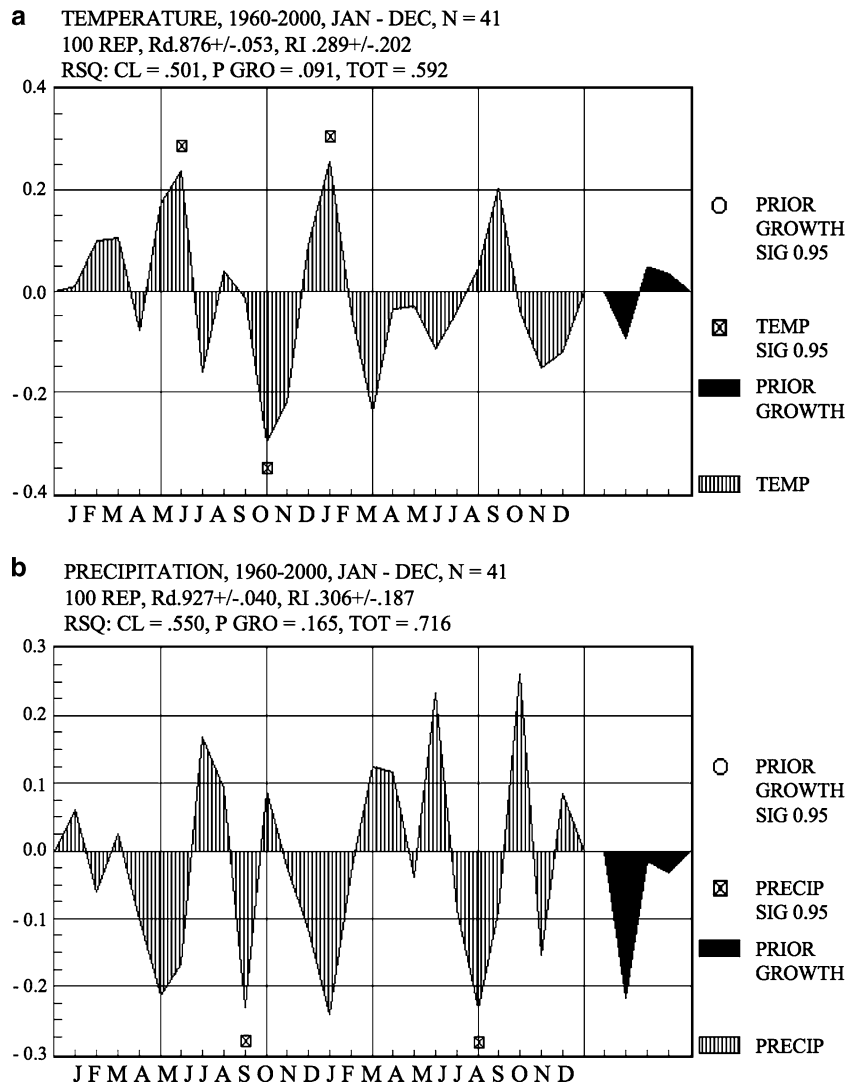 a
TEMPERATURE, 1960-2000, JAN - DEC, N = 41
100 REP, Rd.876+/-.053, RI .289+/-.202
RSQ: CL = .501, P GRO = .091, TOT = .592
0.4
0.2
0.0
- 0.2
- 0.4
J F M A M J J A S O N D J F M A M J J A S O N D
PRIOR
GROWTH
SIG 0.95
TEMP
SIG 0.95
PRIOR
GROWTH
TEMP
b
PRECIPITATION, 1960-2000, JAN - DEC, N = 41
100 REP, Rd.927+/-.040, RI .306+/-.187
RSQ: CL = .550, P GRO = .165, TOT = .716
0.3
0.2
0.1
0.0
- 0.1
- 0.2
- 0.3
J F M A M J J A S O N D J F M A M J J A S O N D
PRIOR
GROWTH
SIG 0.95
PRECIP
SIG 0.95
PRIOR
GROWTH
PRECIP